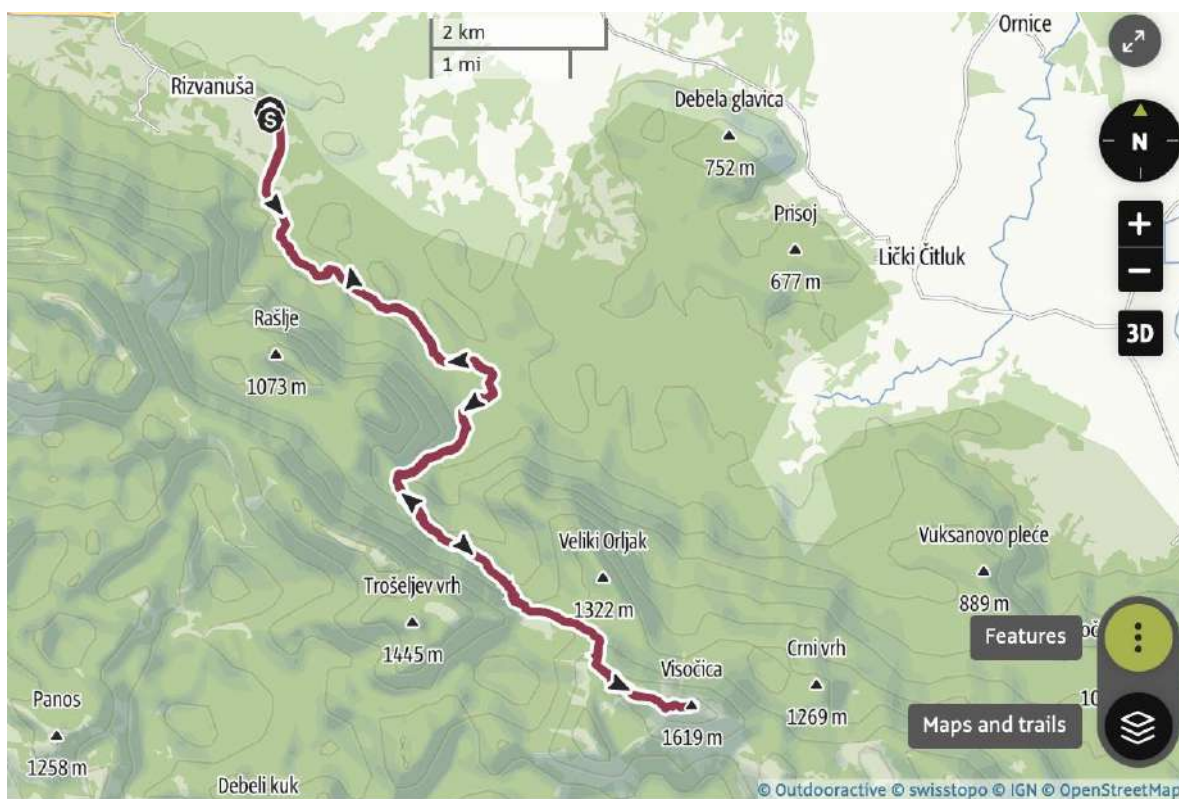 2 km
1 mi
Ornice
Rizvanuša
S
Debela glavica
752 m
N
Prisoj
677 m
Lički Čitluk
+
−
3D
Rašlje
1073 m
Veliki Orljak
1322 m
Vuksanovo pleće
889 m
Trošeljev vrh
1445 m
Features
Visočica
1619 m
Crni vrh
1269 m
Panos
1258 m
Maps and trails
10
Debeli kuk
© Outdooractive © swisstopo © IGN © OpenStreetMap